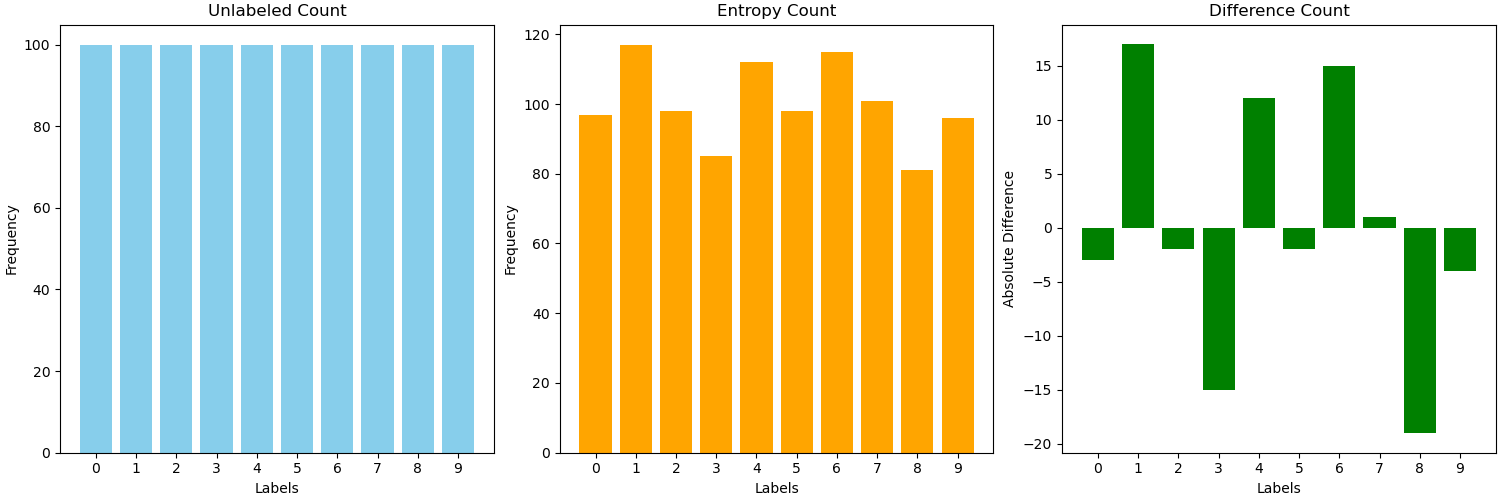 Unlabeled Count
100
80
60
40
20
0
Frequency
0 1 2 3 4 5 6 7 8 9
Labels
Entropy Count
120
100
80
60
40
20
0
Frequency
0 1 2 3 4 5 6 7 8 9
Labels
Difference Count
15
10
5
0
−5
−10
−15
−20
Absolute Difference
0 1 2 3 4 5 6 7 8 9
Labels